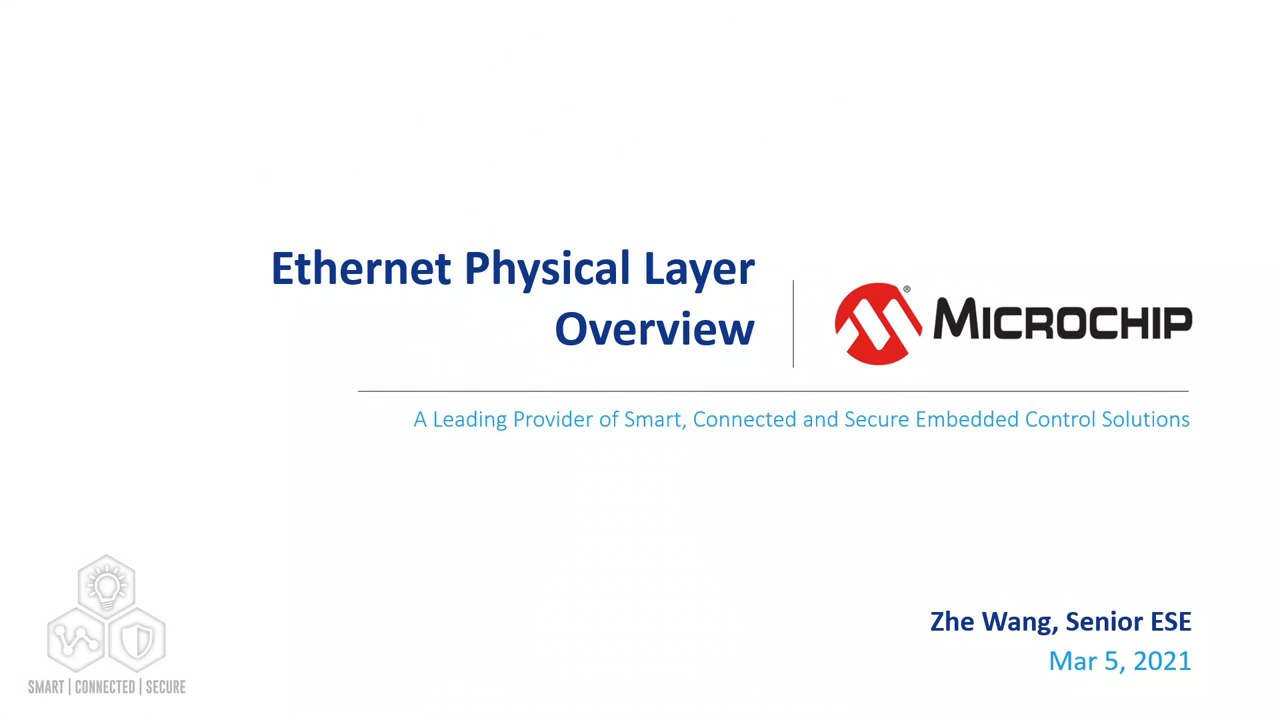 Ethernet Physical Layer
Overview
®
MICROCHIP
A Leading Provider of Smart, Connected and Secure Embedded Control Solutions
Zhe Wang, Senior ESE
Mar 5, 2021
SMART | CONNECTED | SECURE